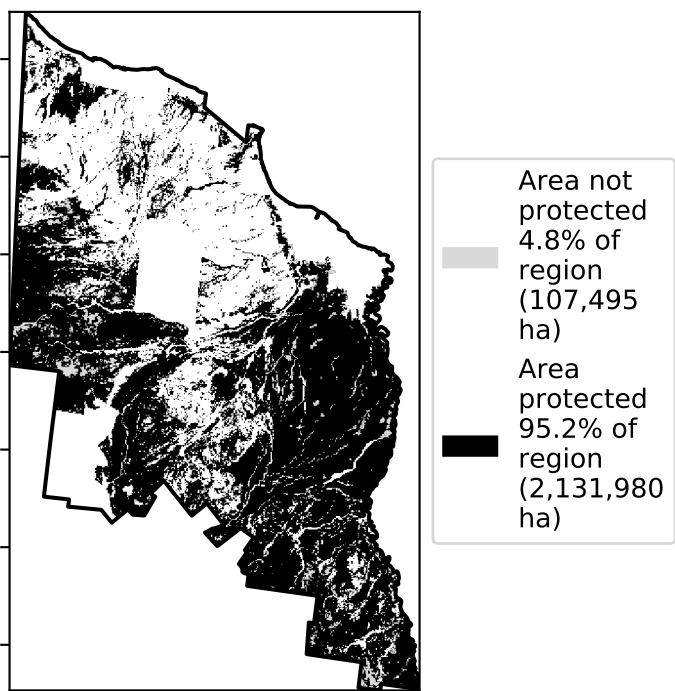 Area not
protected
4.8% of
region
(107,495
ha)
Area
protected
95.2% of
region
(2,131,980
ha)